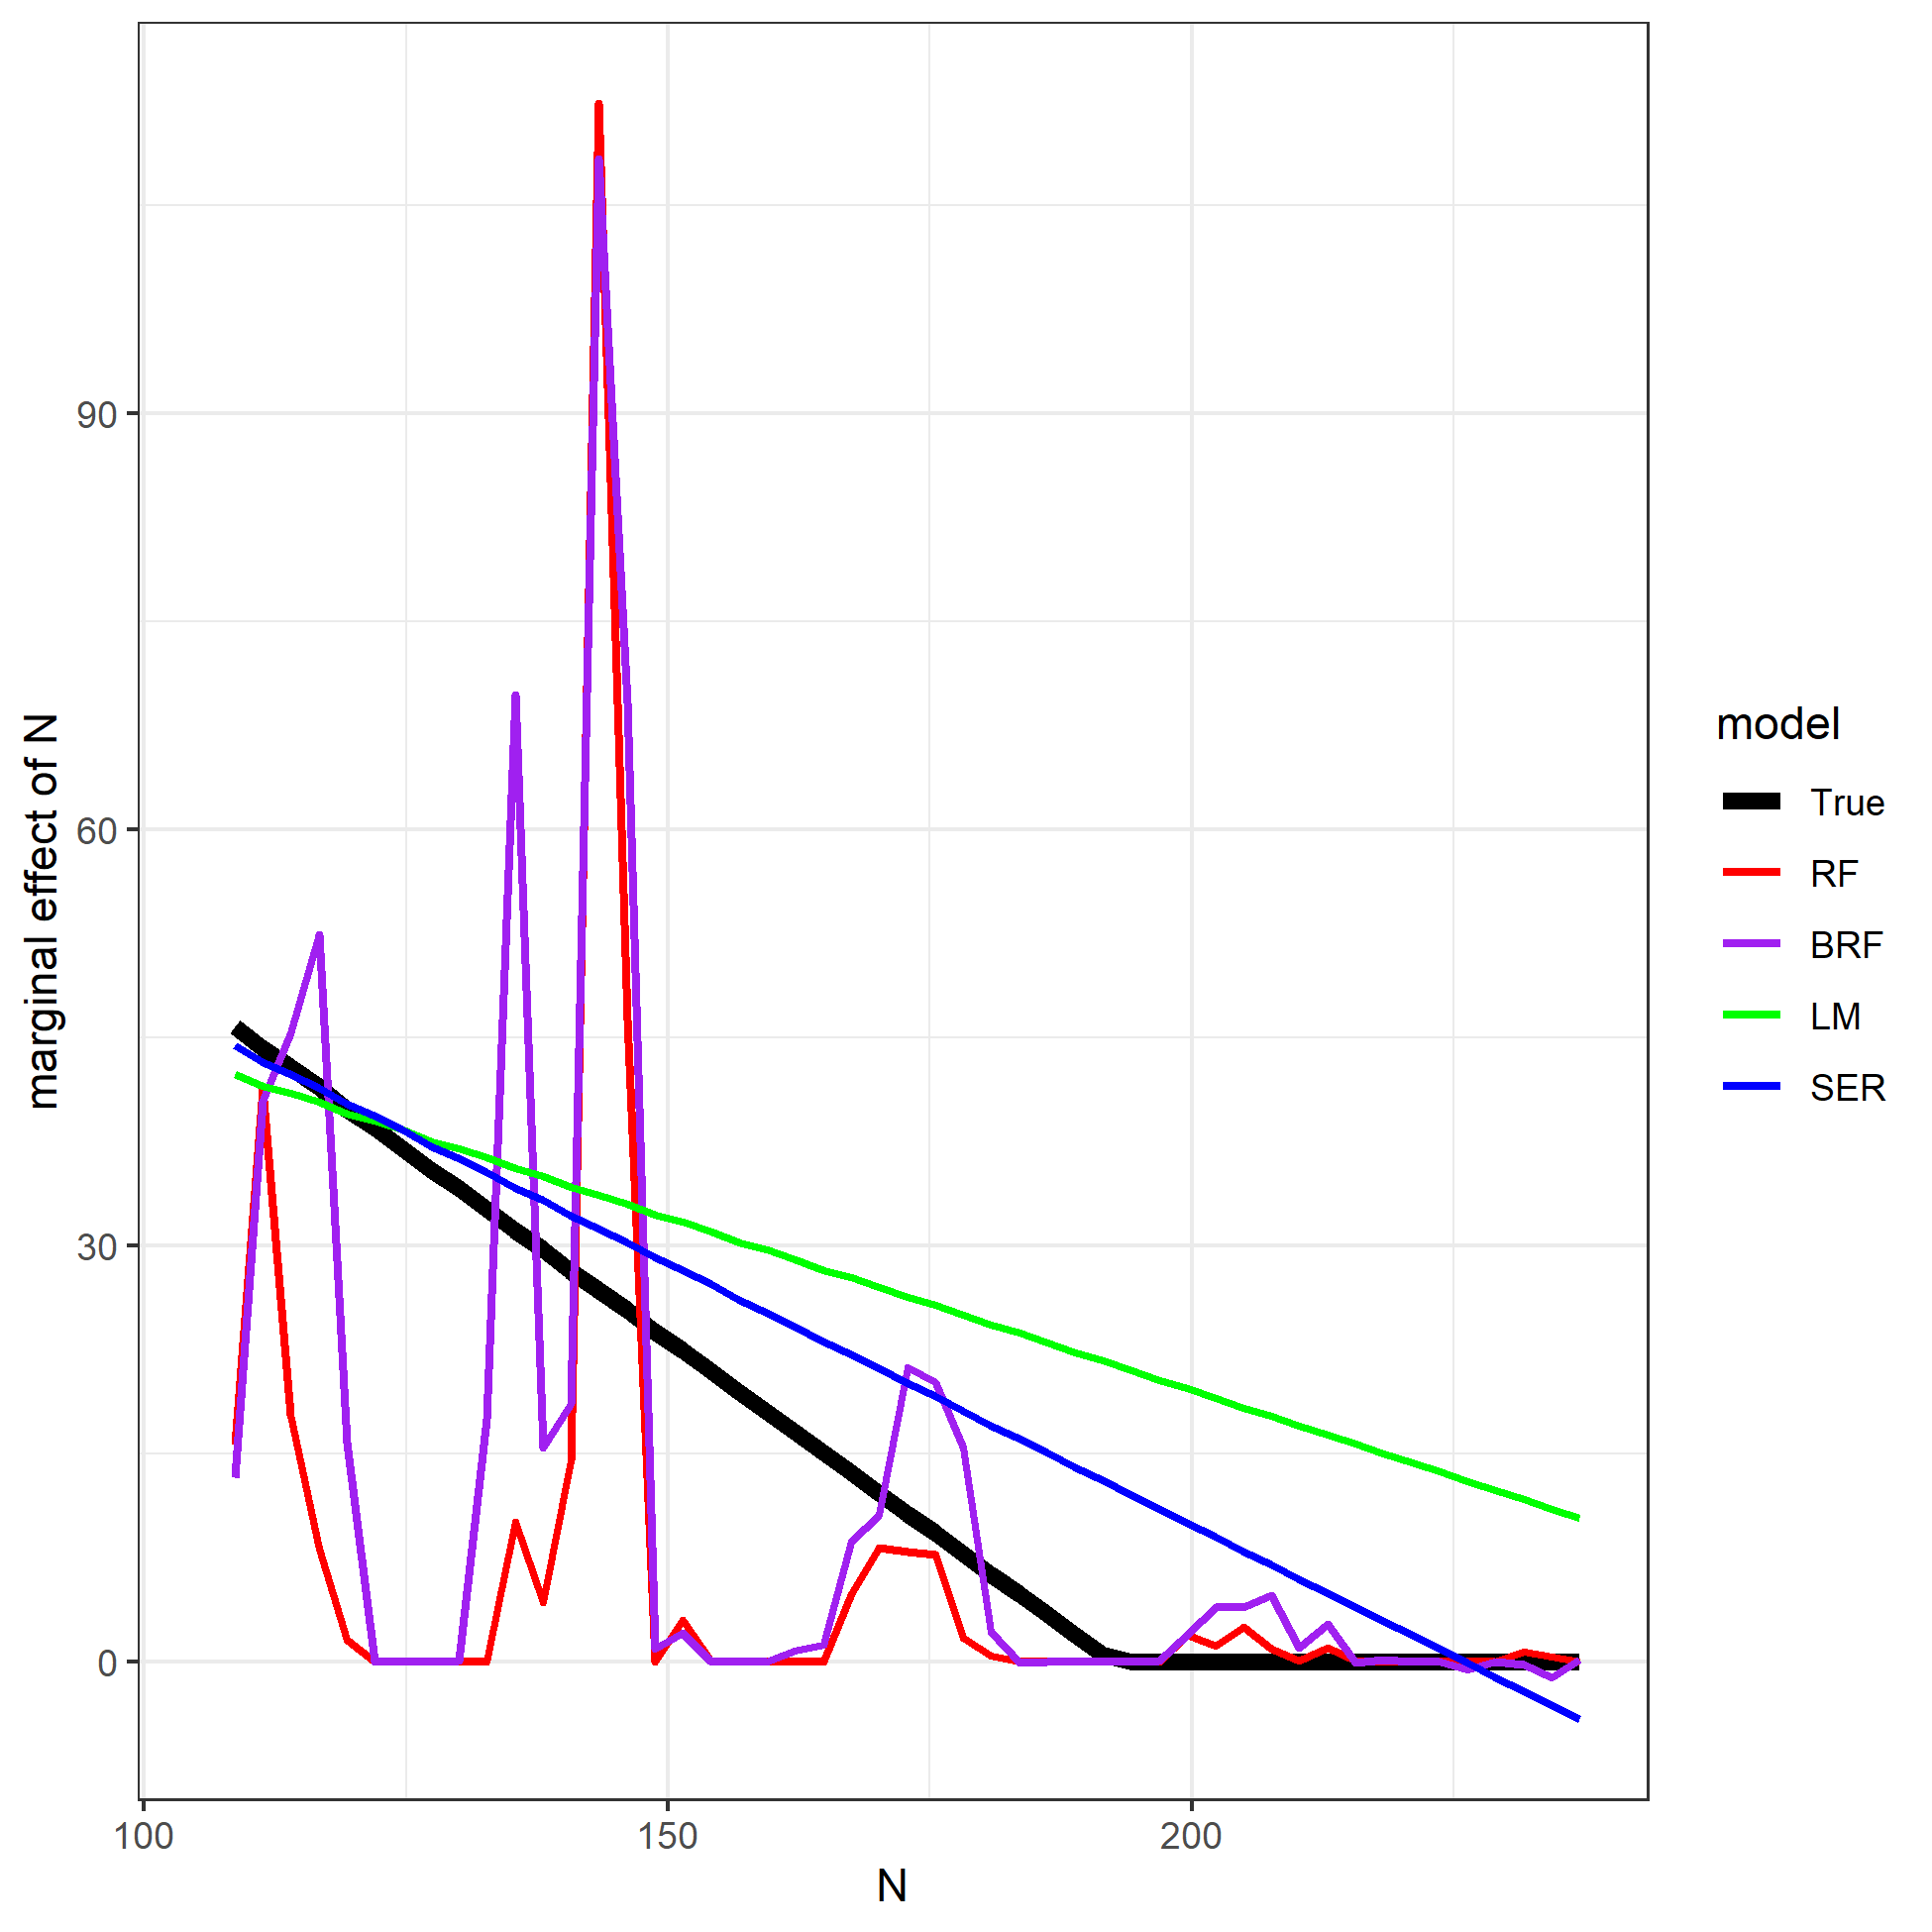 marginal effect of N
90
60
30
0
100
150
200
N
model
True
RF
BRF
LM
SER